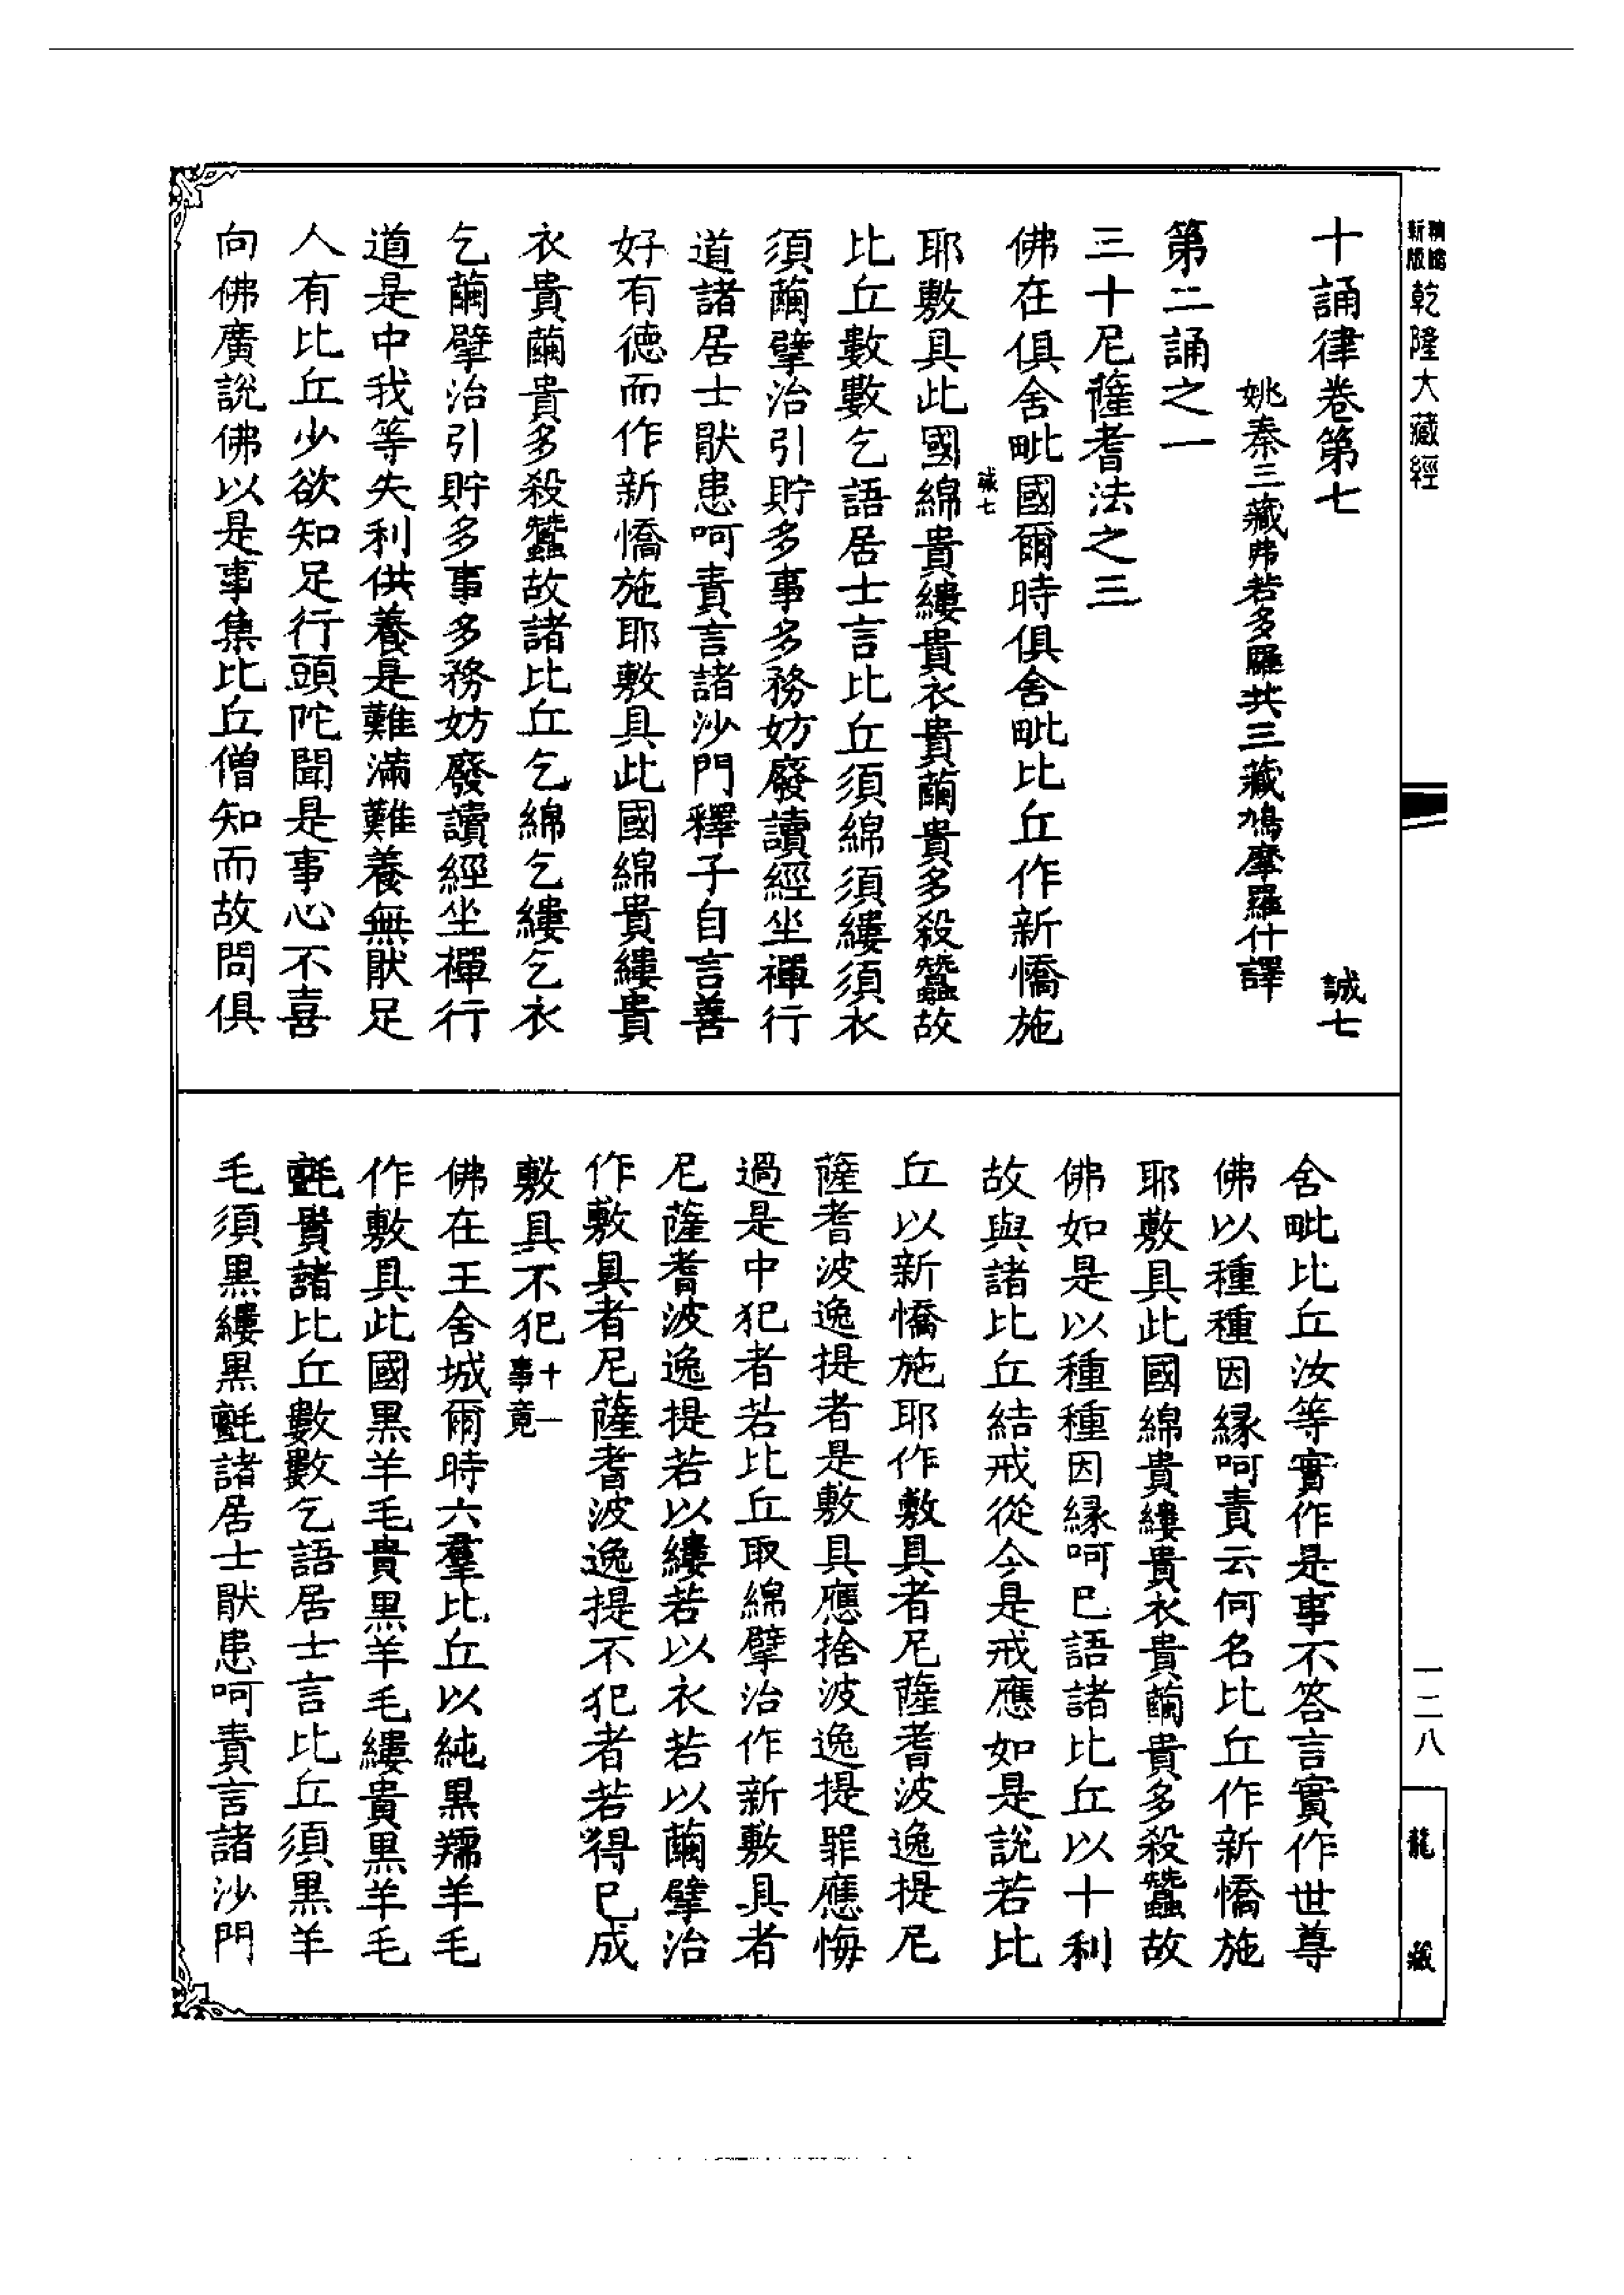 新版
乾隆大藏經
十誦律卷第七　誠七
姚秦三藏弗若多羅共三藏鳩摩羅什譯
第二誦之一
三十尼薩耆法之三
佛在俱舍毗國爾時俱舍毗比丘作新憍施
誠七
耶敷具此國綿貴縷貴衣貴繭貴多殺蠶故
比丘數數乞語居士言比丘須綿須縷須衣
須繭擘治引貯多事多務妨廢讀經坐禪行
道諸居士猒患呵責言諸沙門釋子自言善
好有德而作新憍施耶敷具此國綿貴縷貴
衣貴繭貴多殺蠶故諸比丘乞綿乞縷乞衣
乞繭擘治引貯多事多務妨廢讀經坐禪行
道是中我等失利供養是難滿難養無猒足
人有比丘少欲知足行頭陀聞是事心不喜
向佛廣說佛以是事集比丘僧知而故問俱
舍毗比丘汝等實作是事不答言實作世尊
佛以種種因緣呵責云何名比丘作新憍施
耶敷具此國綿貴縷貴衣貴繭貴多殺蠶故
佛如是以種種因緣呵已語諸比丘以十利
故與諸比丘結戒從今是戒應如是說若比
丘以新憍施耶作敷具者尼薩耆波逸提尼
薩耆波逸提者是敷具應捨波逸提罪應悔
過是中犯者若比丘取綿擘治作新敷具者
尼薩耆波逸提若以縷若以衣若以繭擘治
作敷具者尼薩耆波逸提不犯者若得已成
敷具不犯十一事竟
佛在王舍城爾時六羣比丘以純黑羺羊毛
作敷具此國黑羊毛貴黑羊毛縷貴黑羊毛
氈貴諸比丘數數乞語居士言比丘須黑羊
毛須黑縷黑氈諸居士猒患呵責言諸沙門
一二八
龍藏